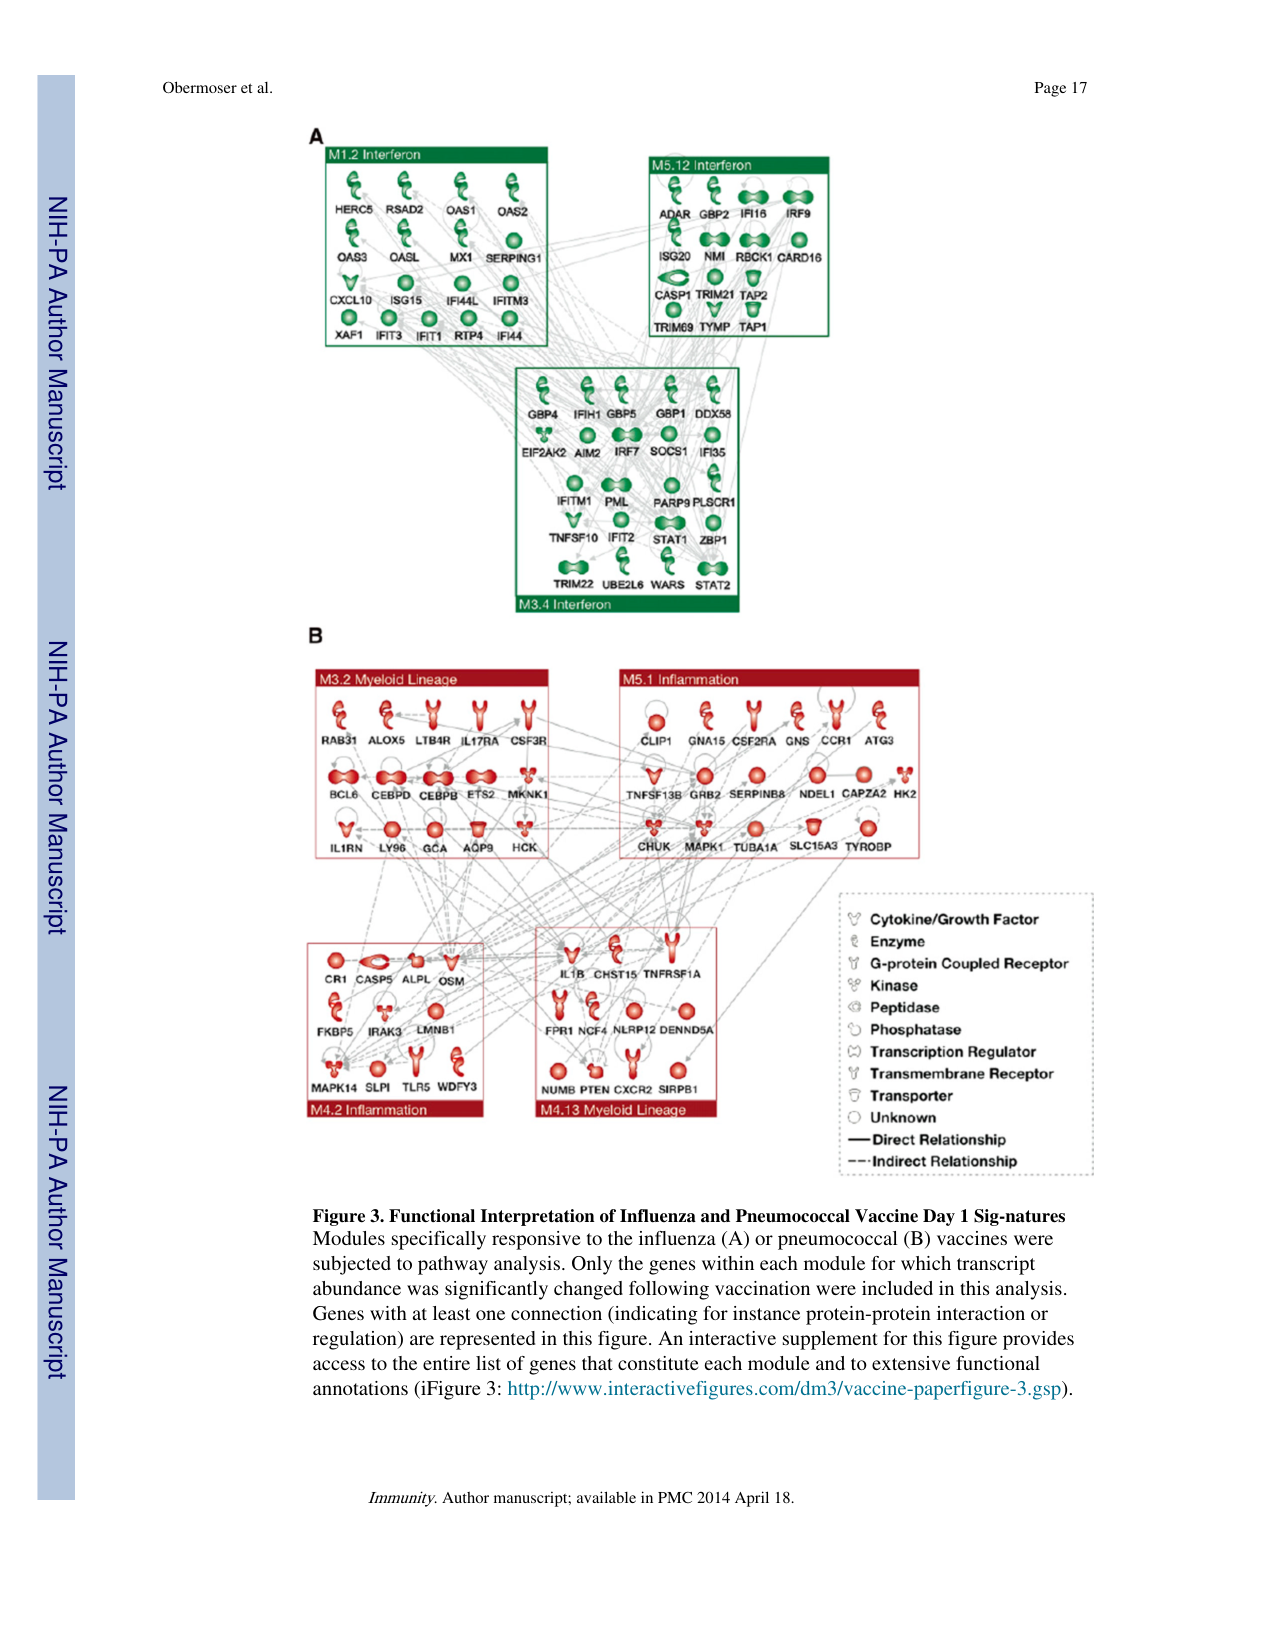 Obermoser et al.
Page 17
NIH-PA Author Manuscript
NIH-PA Author Manuscript
NIH-PA Author Manuscript
A
M1.2 Interferon
HERC5 RSAD2 OAS1 OAS2
OAS3 OASL MX1 SERPING1
CXCL10 ISG15 IFI44L IFITM3
XAF1 IFIT3 IFIT1 RTP4 IFI44
M5.12 Interferon
ADAR GBP2 IFI16 IRF9
ISG20 NMI RBCK1 CARD16
CASP1 TRIM21 TAP2
TRIM69 TYMP TAP1
GBP4 IFIH1 GBP5 GBP1 DDX58
EIF2AK2 AIM2 IRF7 SOCS1 IFI35
IFITM1 PML PARP9 PLSCR1
TNFSF10 IFIT2 STAT1 ZBP1
TRIM22 UBE2L6 WARS STAT2
M3.4 Interferon
B
M3.2 Myeloid Lineage
RAB31 ALOX5 LTB4R IL17RA CSF3R
BCL6 CEBPD CEBPB ETS2 MKNK1
IL1RN LY96 GCA AQP9 HCK
M5.1 Inflammation
CLIP1 GNA15 CSF2RA GNS CCR1 ATG3
TNFSF13B GRB2 SERPINB8 NDEL1 CAPZA2 HK2
CHUK MAPK1 TUBA1A SLC15A3 TYROBP
CR1 CASP5 ALPL OSM
FKBP5 IRAK3 LMNB1
MAPK14 SLPI TLR5 WDFY3
M4.2 Inflammation
IL1B CHST15 TNFRSF1A
FPR1 NCF4 NLRP12 DENND5A
NUMB PTEN CXCR2 SIRPB1
M4.13 Myeloid Lineage
Cytokine/Growth Factor
Enzyme
G-protein Coupled Receptor
Kinase
Peptidase
Phosphatase
Transcription Regulator
Transmembrane Receptor
Transporter
Unknown
Direct Relationship
Indirect Relationship
Figure 3. Functional Interpretation of Influenza and Pneumococcal Vaccine Day 1 Sig-natures
Modules specifically responsive to the influenza (A) or pneumococcal (B) vaccines were
subjected to pathway analysis. Only the genes within each module for which transcript
abundance was significantly changed following vaccination were included in this analysis.
Genes with at least one connection (indicating for instance protein-protein interaction or
regulation) are represented in this figure. An interactive supplement for this figure provides
access to the entire list of genes that constitute each module and to extensive functional
annotations (iFigure 3: http://www.interactivefigures.com/dm3/vaccine-paperfigure-3.gsp).
Immunity. Author manuscript; available in PMC 2014 April 18.